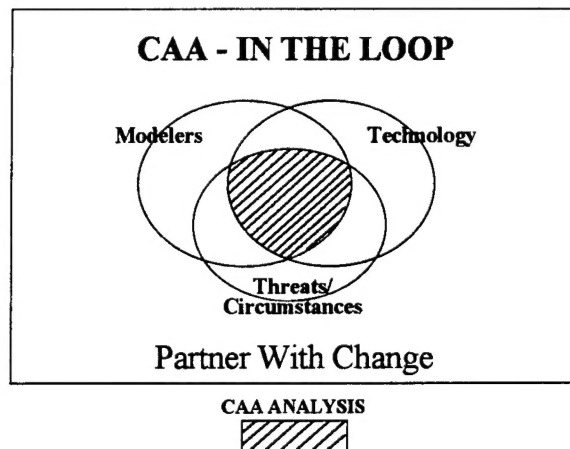 CAA - IN THE LOOP
Modelers
Technology
Threats/
Circumstances
Partner With Change
CAA ANALYSIS